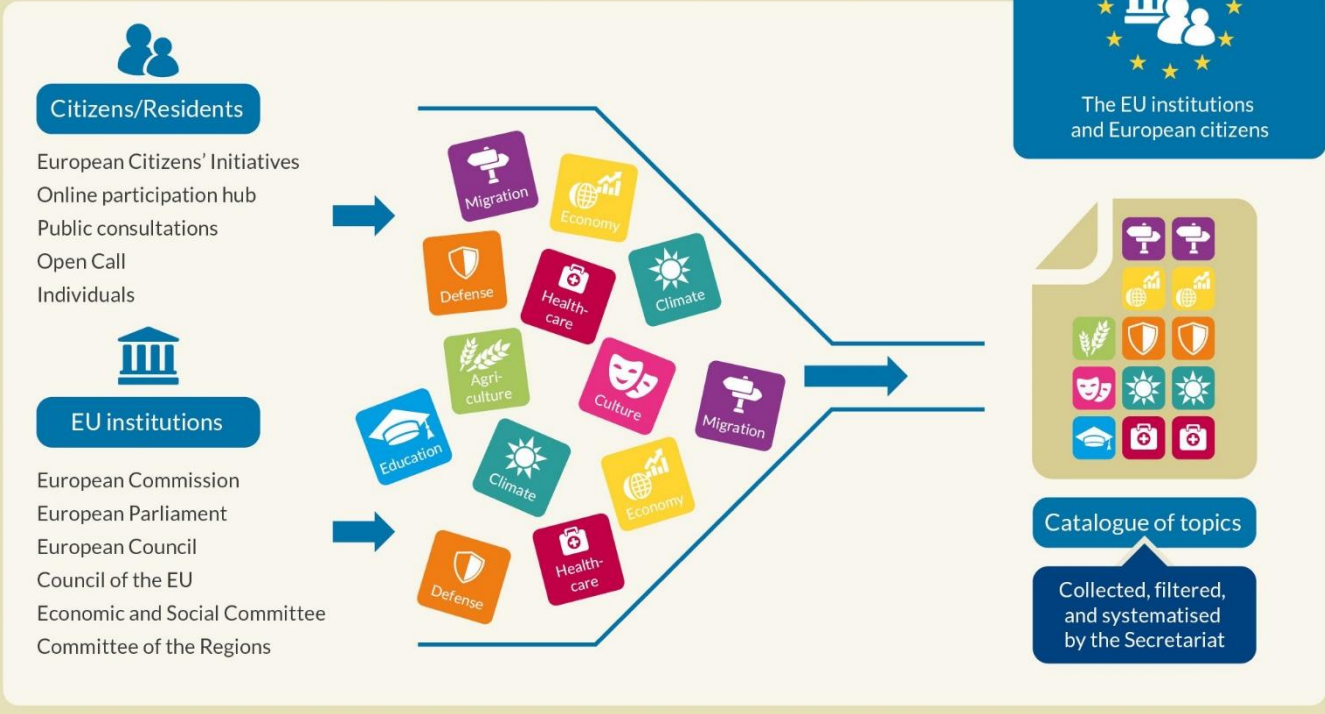 Citizens/Residents
European Citizens' Initiatives
Online participation hub
Public consultations
Open Call
Individuals
EU institutions
European Commission
European Parliament
European Council
Council of the EU
Economic and Social Committee
Committee of the Regions
Migration
Economy
Defense
Health-
care
Climate
Agri-
culture
Culture
Migration
Education
Climate
Economy
Defense
Health-
care
The EU institutions
and European citizens
Catalogue of topics
Collected, filtered,
and systematised
by the Secretariat